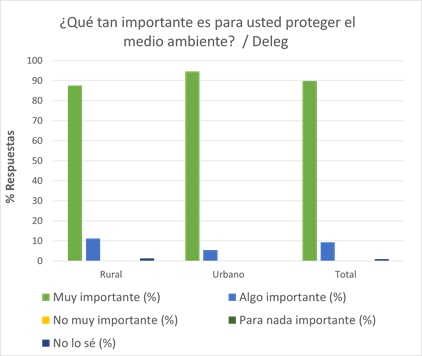 ¿Qué tan importante es para usted proteger el
medio ambiente?  / Deleg
% Respuestas
100
90
80
70
60
50
40
30
20
10
0
Rural
Urbano
Total
Muy importante (%)
Algo importante (%)
No muy importante (%)
Para nada importante (%)
No lo sé (%)